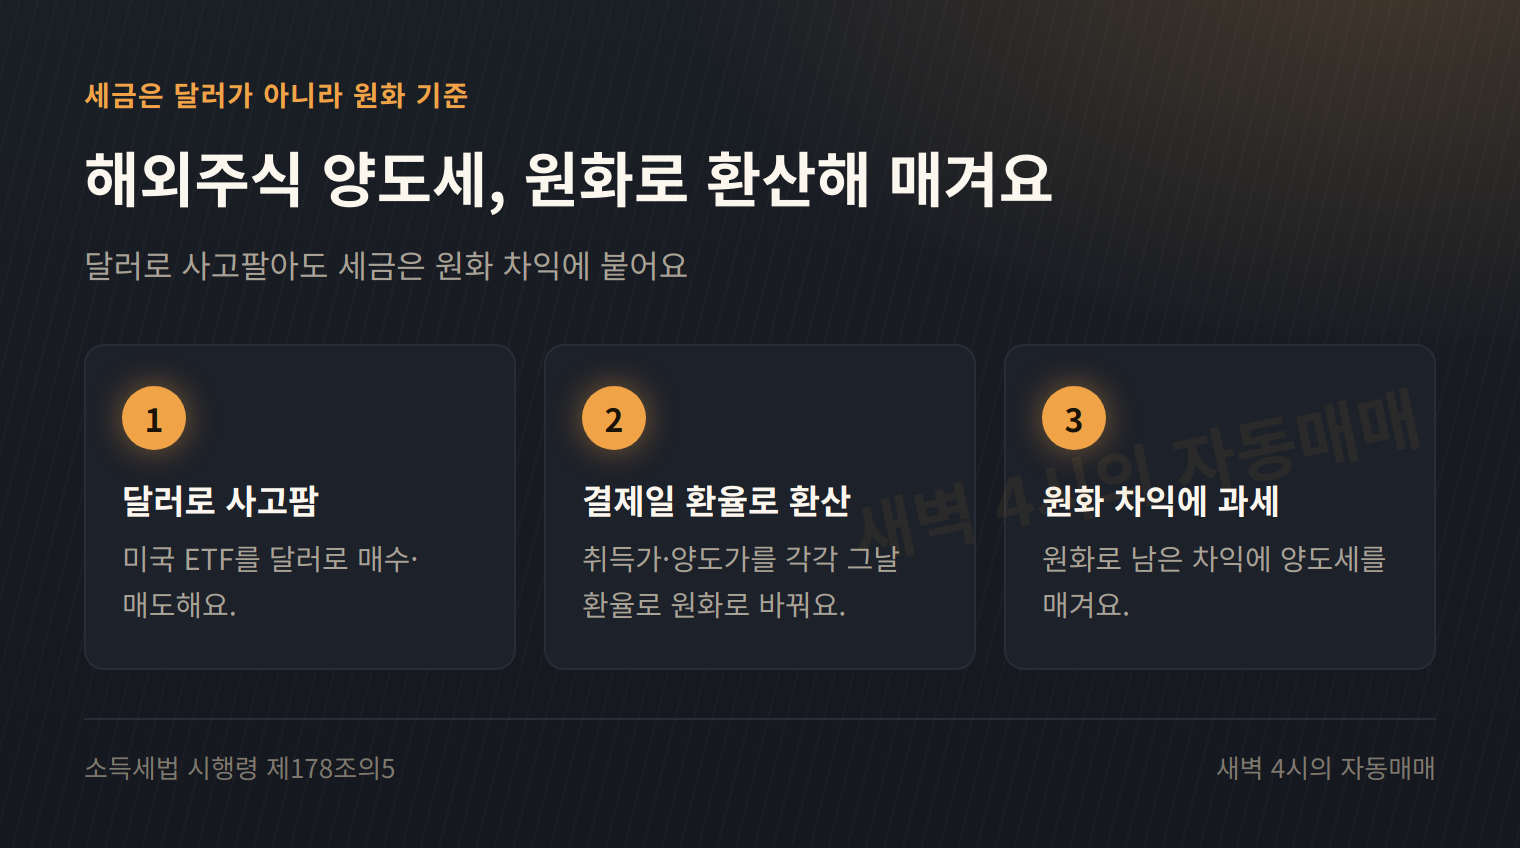 세금은 달러가 아니라 원화 기준
해외주식 양도세, 원화로 환산해 매겨요
달러로 사고팔아도 세금은 원화 차익에 붙어요
1
달러로 사고팜
미국 ETF를 달러로 매수·
매도해요.
2
결제일 환율로 환산
취득가·양도가를 각각 그날
환율로 원화로 바꿔요.
3
원화 차익에 과세
원화로 남은 차익에 양도세를
매겨요.
새벽 4시의 자동매매
소득세법 시행령 제178조의5
새벽 4시의 자동매매